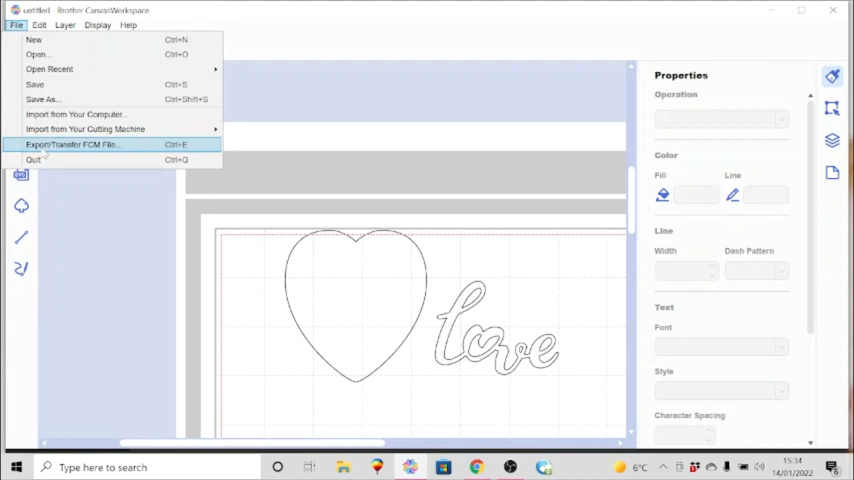 untitled - Brother CanvasWorkspace
File Edit Layer Display Help
New Ctrl+N
Open... Ctrl+O
Open Recent
Save Ctrl+S
Save As... Ctrl+Shift+S
Import from Your Computer...
Import from Your Cutting Machine
Export/Transfer FCM File... Ctrl+E
Quit Ctrl+Q
SVG
love
Properties
Operation
Color
Fill Line
Line
Width Dash Pattern
Text
Font
Style
Character Spacing
Type here to search
6°C
15:34
14/01/2022
6